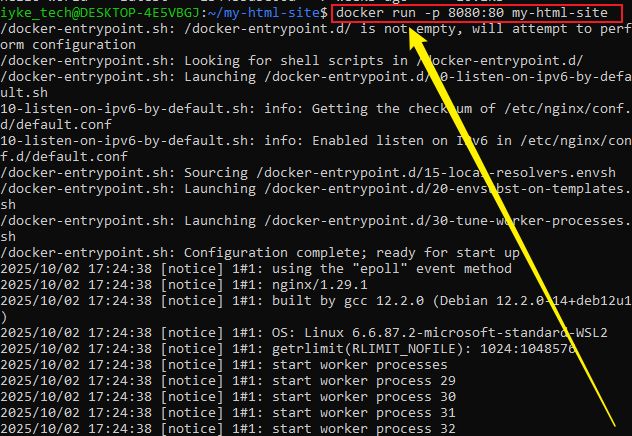 iyke_tech@DESKTOP-4E5VBGJ:~/my-html-site$ docker run -p 8080:80 my-html-site
/docker-entrypoint.sh: /docker-entrypoint.d/ is not empty, will attempt to perf
orm configuration
/docker-entrypoint.sh: Looking for shell scripts in /docker-entrypoint.d/
/docker-entrypoint.sh: Launching /docker-entrypoint.d/10-listen-on-ipv6-by-defa
ult.sh
10-listen-on-ipv6-by-default.sh: info: Getting the checksum of /etc/nginx/conf.
d/default.conf
10-listen-on-ipv6-by-default.sh: info: Enabled listen on IPv6 in /etc/nginx/con
f.d/default.conf
/docker-entrypoint.sh: Sourcing /docker-entrypoint.d/15-local-resolvers.envsh
/docker-entrypoint.sh: Launching /docker-entrypoint.d/20-envsubst-on-templates.
sh
/docker-entrypoint.sh: Launching /docker-entrypoint.d/30-tune-worker-processes.
sh
/docker-entrypoint.sh: Configuration complete; ready for start up
2025/10/02 17:24:38 [notice] 1#1: using the "epoll" event method
2025/10/02 17:24:38 [notice] 1#1: nginx/1.29.1
2025/10/02 17:24:38 [notice] 1#1: built by gcc 12.2.0 (Debian 12.2.0-14+deb12u1
)
2025/10/02 17:24:38 [notice] 1#1: OS: Linux 6.6.87.2-microsoft-standard-WSL2
2025/10/02 17:24:38 [notice] 1#1: getrlimit(RLIMIT_NOFILE): 1024:1048576
2025/10/02 17:24:38 [notice] 1#1: start worker processes
2025/10/02 17:24:38 [notice] 1#1: start worker process 29
2025/10/02 17:24:38 [notice] 1#1: start worker process 30
2025/10/02 17:24:38 [notice] 1#1: start worker process 31
2025/10/02 17:24:38 [notice] 1#1: start worker process 32